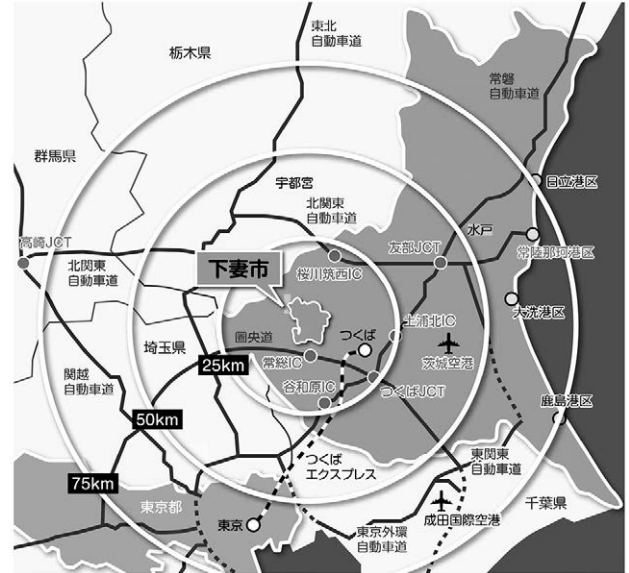 東北
自動車道
栃木県
常磐
自動車道
群馬県
宇都宮
日立港区
北関東
自動車道
水戸
高崎JCT
友部JCT
常陸那珂港区
北関東
自動車道
下妻市
桜川筑西IC
大洗港区
埼玉県
圏央道
つくば
土浦北IC
茨城空港
25km
常総IC
関越
自動車道
谷和原IC
つくばJCT
鹿島港区
50km
つくば
エクスプレス
東関東
自動車道
75km
東京都
東京
千葉県
成田国際空港
東京外環
自動車道